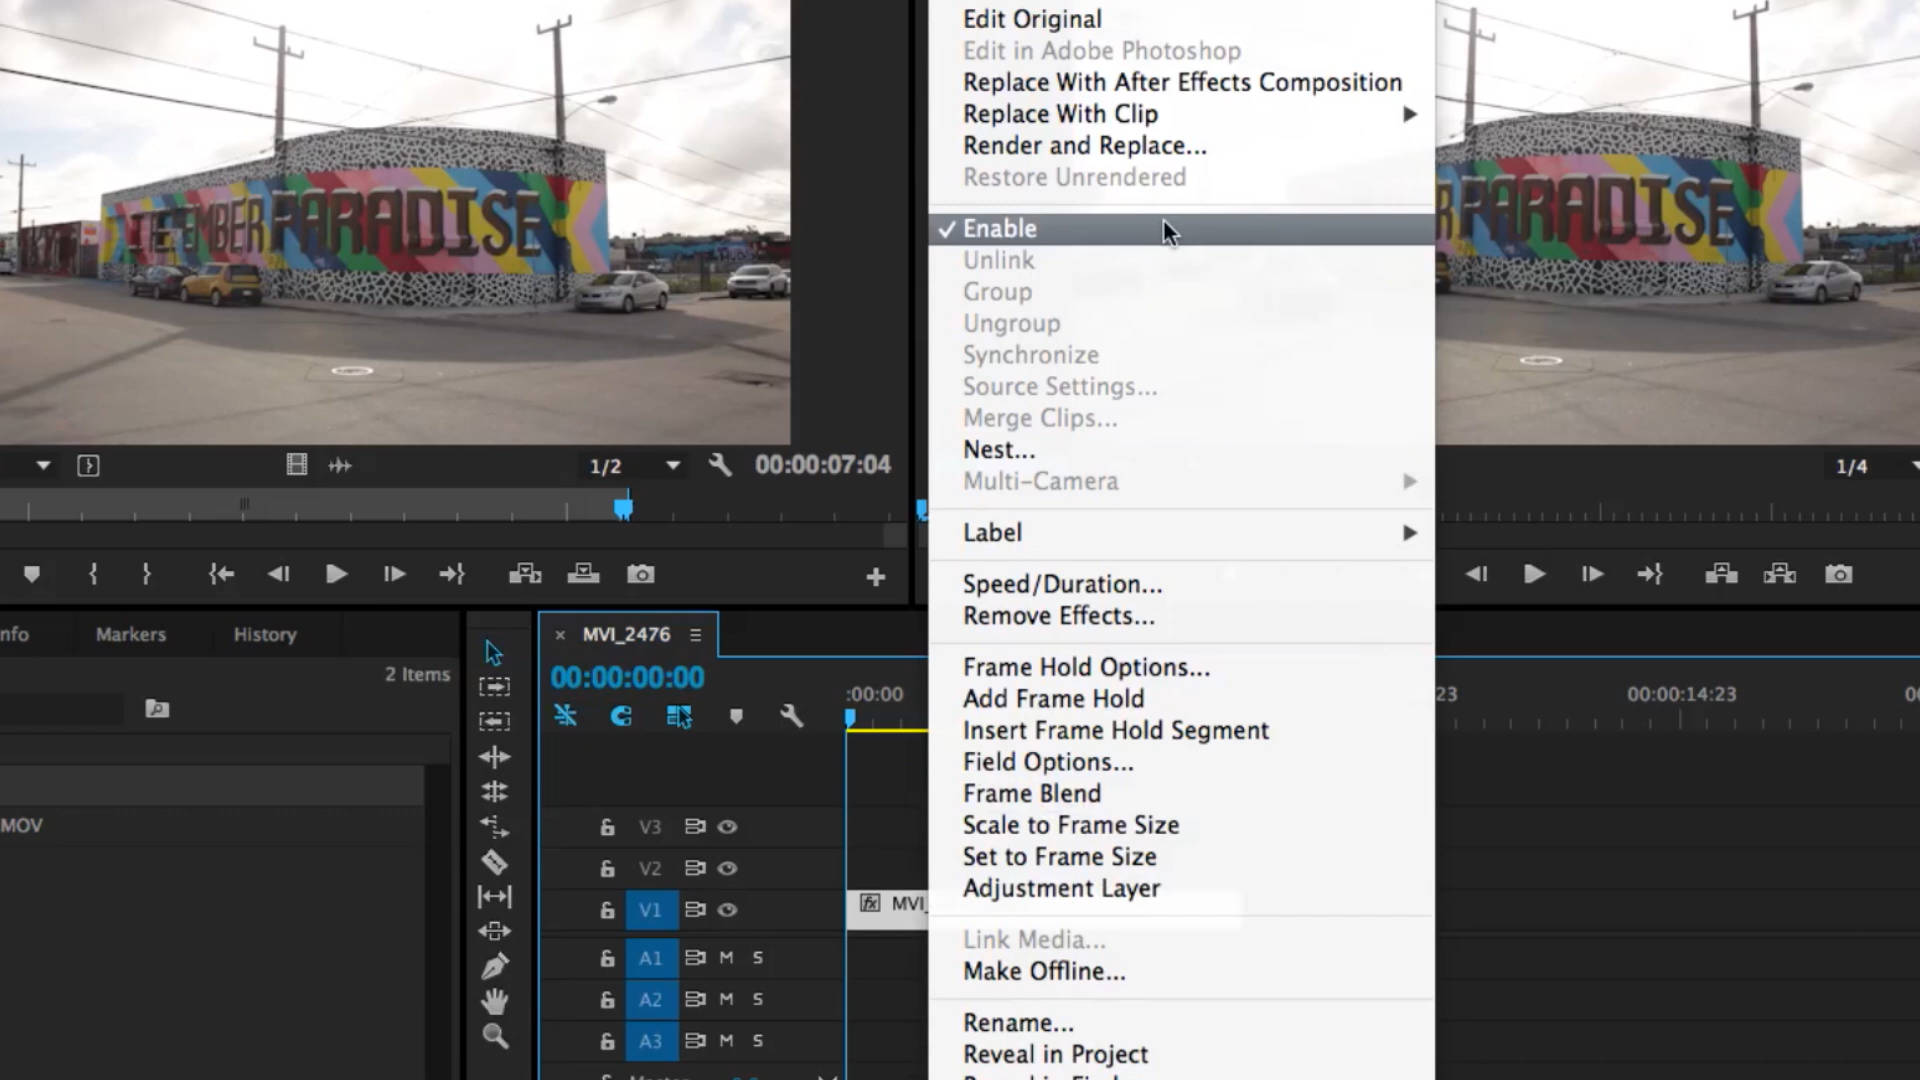 PARADISE
PARADISE
1/2
00:00:07:04
1/4
nfo
Markers
History
2 Items
MOV
× MVI_2476
00:00:00:00
:00:00
23
00:00:14:23
V3
V2
V1
fx MVI_
A1 M S
A2 M S
A3 M S
Edit Original
Edit in Adobe Photoshop
Replace With After Effects Composition
Replace With Clip
Render and Replace...
Restore Unrendered
Enable
Unlink
Group
Ungroup
Synchronize
Source Settings...
Merge Clips...
Nest...
Multi-Camera
Label
Speed/Duration...
Remove Effects...
Frame Hold Options...
Add Frame Hold
Insert Frame Hold Segment
Field Options...
Frame Blend
Scale to Frame Size
Set to Frame Size
Adjustment Layer
Link Media...
Make Offline...
Rename...
Reveal in Project